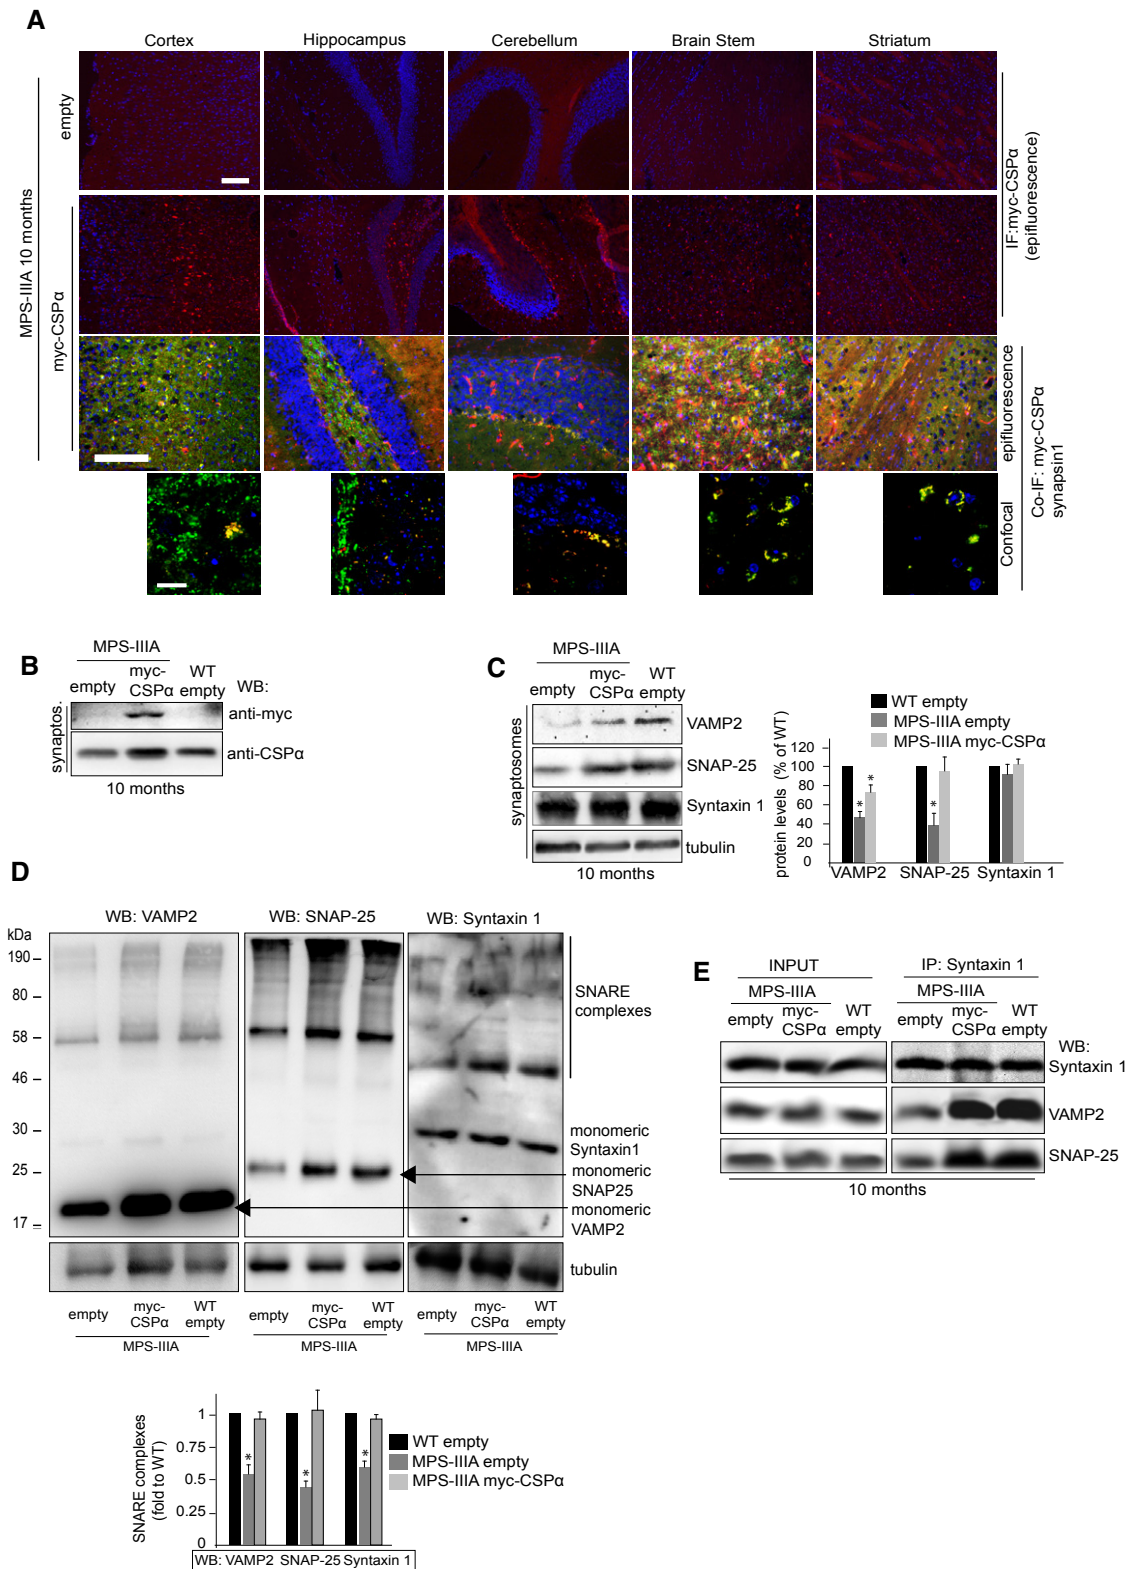 A
Cortex Hippocampus Cerebellum Brain Stem Striatum
MPS-IIIA 10 months
empty
myc-CSPα
IF:myc-CSPα
(epifluorescence)
epifluorescence
Confocal
Co-IF: myc-CSPα
synapsin1
B
MPS-IIIA
empty myc-CSPα WT empty WB:
synaptos.
anti-myc
anti-CSPα
10 months
C
MPS-IIIA
empty myc-CSPα WT empty
synaptosomes
VAMP2
SNAP-25
Syntaxin 1
tubulin
10 months
WT empty
MPS-IIIA empty
MPS-IIIA myc-CSPα
protein levels (% of WT)
120
100
80
60
40
20
0
* * *
VAMP2 SNAP-25 Syntaxin 1
D
WB: VAMP2 WB: SNAP-25 WB: Syntaxin 1
kDa
190
80
58
46
30
25
17
SNARE
complexes
monomeric
Syntaxin1
monomeric
SNAP25
monomeric
VAMP2
tubulin
empty myc-CSPα WT empty empty myc-CSPα WT empty empty myc-CSPα WT empty
MPS-IIIA MPS-IIIA MPS-IIIA
SNARE complexes
(fold to WT)
1
0.75
0.5
0.25
0
* * *
WT empty
MPS-IIIA empty
MPS-IIIA myc-CSPα
WB: VAMP2 SNAP-25 Syntaxin 1
E
INPUT IP: Syntaxin 1
MPS-IIIA MPS-IIIA
empty myc-CSPα WT empty empty myc-CSPα WT empty
WB:
Syntaxin 1
VAMP2
SNAP-25
10 months